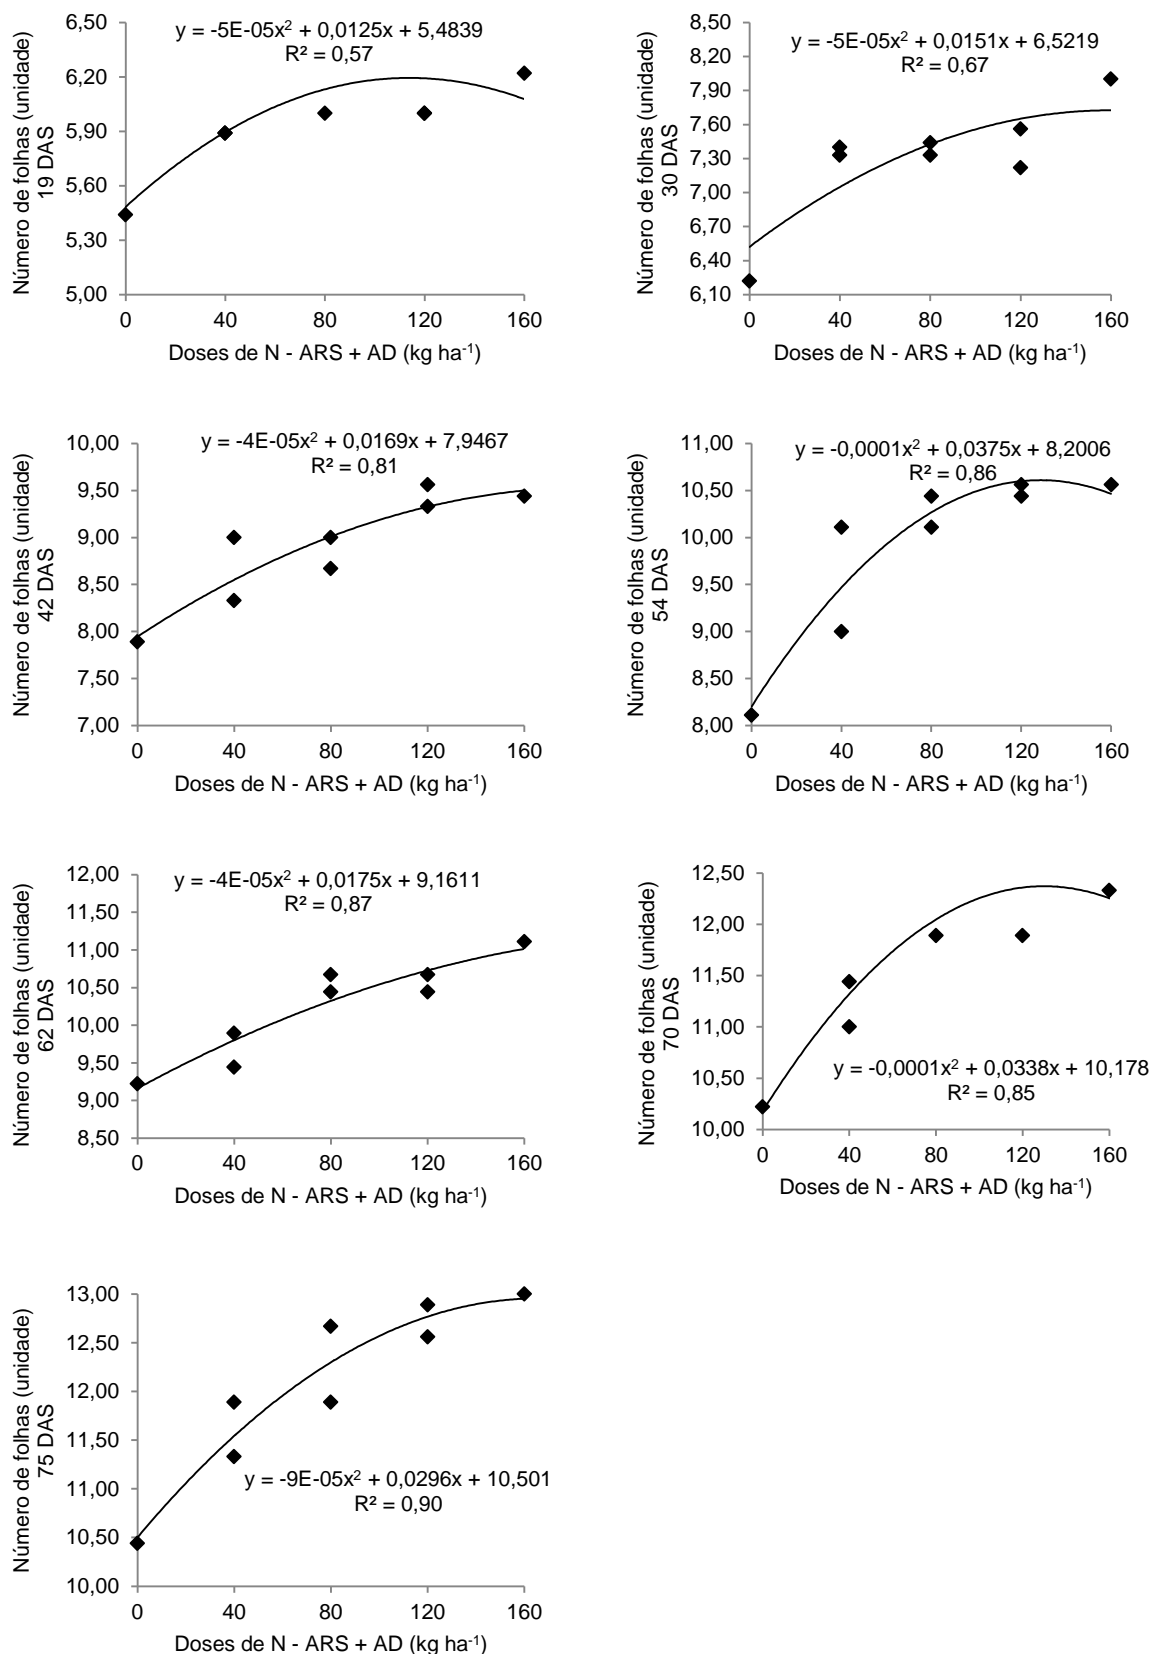 Número de folhas (unidade)
19 DAS
6,50
6,20
5,90
5,60
5,30
5,00
y = -5E-05x² + 0,0125x + 5,4839
R² = 0,57
0 40 80 120 160
Doses de N - ARS + AD (kg ha⁻¹)
Número de folhas (unidade)
30 DAS
8,50
8,20
7,90
7,60
7,30
7,00
6,70
6,40
6,10
y = -5E-05x² + 0,0151x + 6,5219
R² = 0,67
0 40 80 120 160
Doses de N - ARS + AD (kg ha⁻¹)
Número de folhas (unidade)
42 DAS
10,00
9,50
9,00
8,50
8,00
7,50
7,00
y = -4E-05x² + 0,0169x + 7,9467
R² = 0,81
0 40 80 120 160
Doses de N - ARS + AD (kg ha⁻¹)
Número de folhas (unidade)
54 DAS
11,00
10,50
10,00
9,50
9,00
8,50
8,00
y = -0,0001x² + 0,0375x + 8,2006
R² = 0,86
0 40 80 120 160
Doses de N - ARS + AD (kg ha⁻¹)
Número de folhas (unidade)
62 DAS
12,00
11,50
11,00
10,50
10,00
9,50
9,00
8,50
y = -4E-05x² + 0,0175x + 9,1611
R² = 0,87
0 40 80 120 160
Doses de N - ARS + AD (kg ha⁻¹)
Número de folhas (unidade)
70 DAS
12,50
12,00
11,50
11,00
10,50
10,00
y = -0,0001x² + 0,0338x + 10,178
R² = 0,85
0 40 80 120 160
Doses de N - ARS + AD (kg ha⁻¹)
Número de folhas (unidade)
75 DAS
13,00
12,50
12,00
11,50
11,00
10,50
10,00
y = -9E-05x² + 0,0296x + 10,501
R² = 0,90
0 40 80 120 160
Doses de N - ARS + AD (kg ha⁻¹)